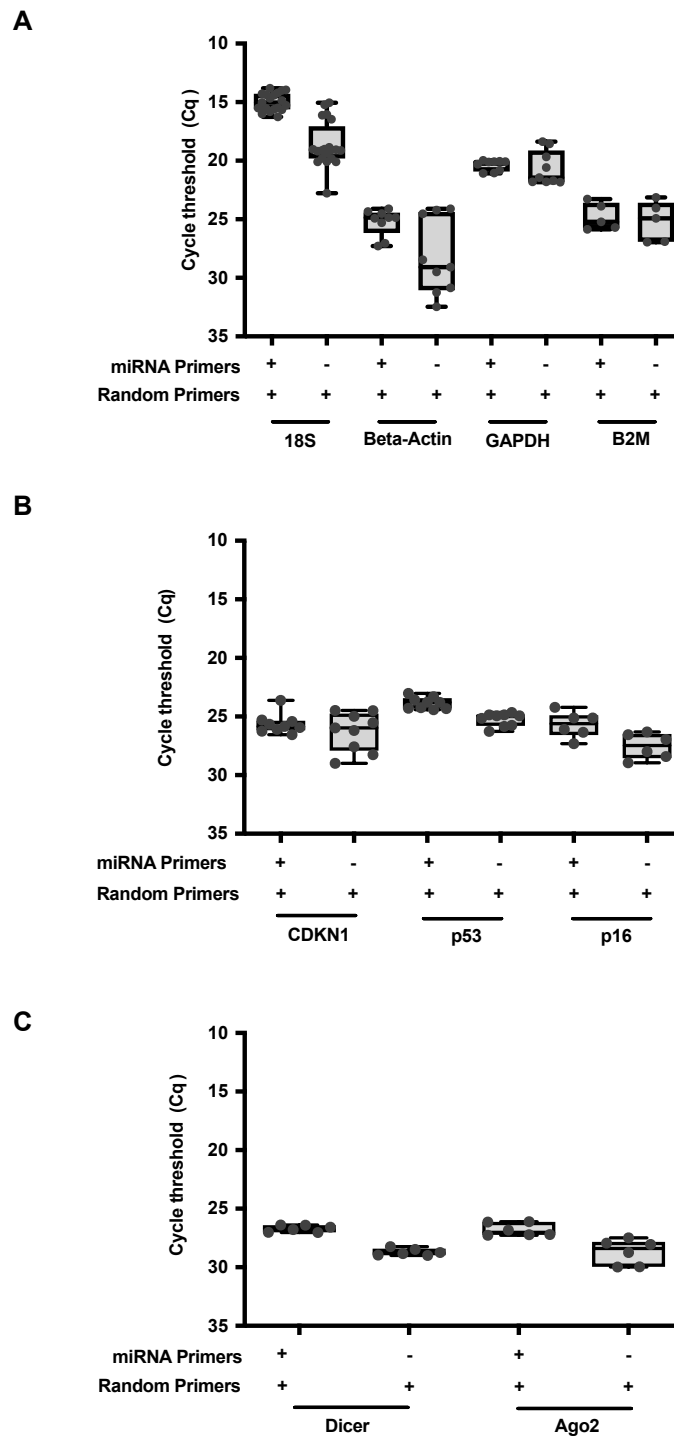 A
Cycle threshold (Cq)
10
15
20
25
30
35
miRNA Primers + - + - + - + -
Random Primers + + + + + + + +
18S Beta-Actin GAPDH B2M
B
Cycle threshold (Cq)
10
15
20
25
30
35
miRNA Primers + - + - + -
Random Primers + + + + + +
CDKN1 p53 p16
C
Cycle threshold (Cq)
10
15
20
25
30
35
miRNA Primers + - + -
Random Primers + + + +
Dicer Ago2